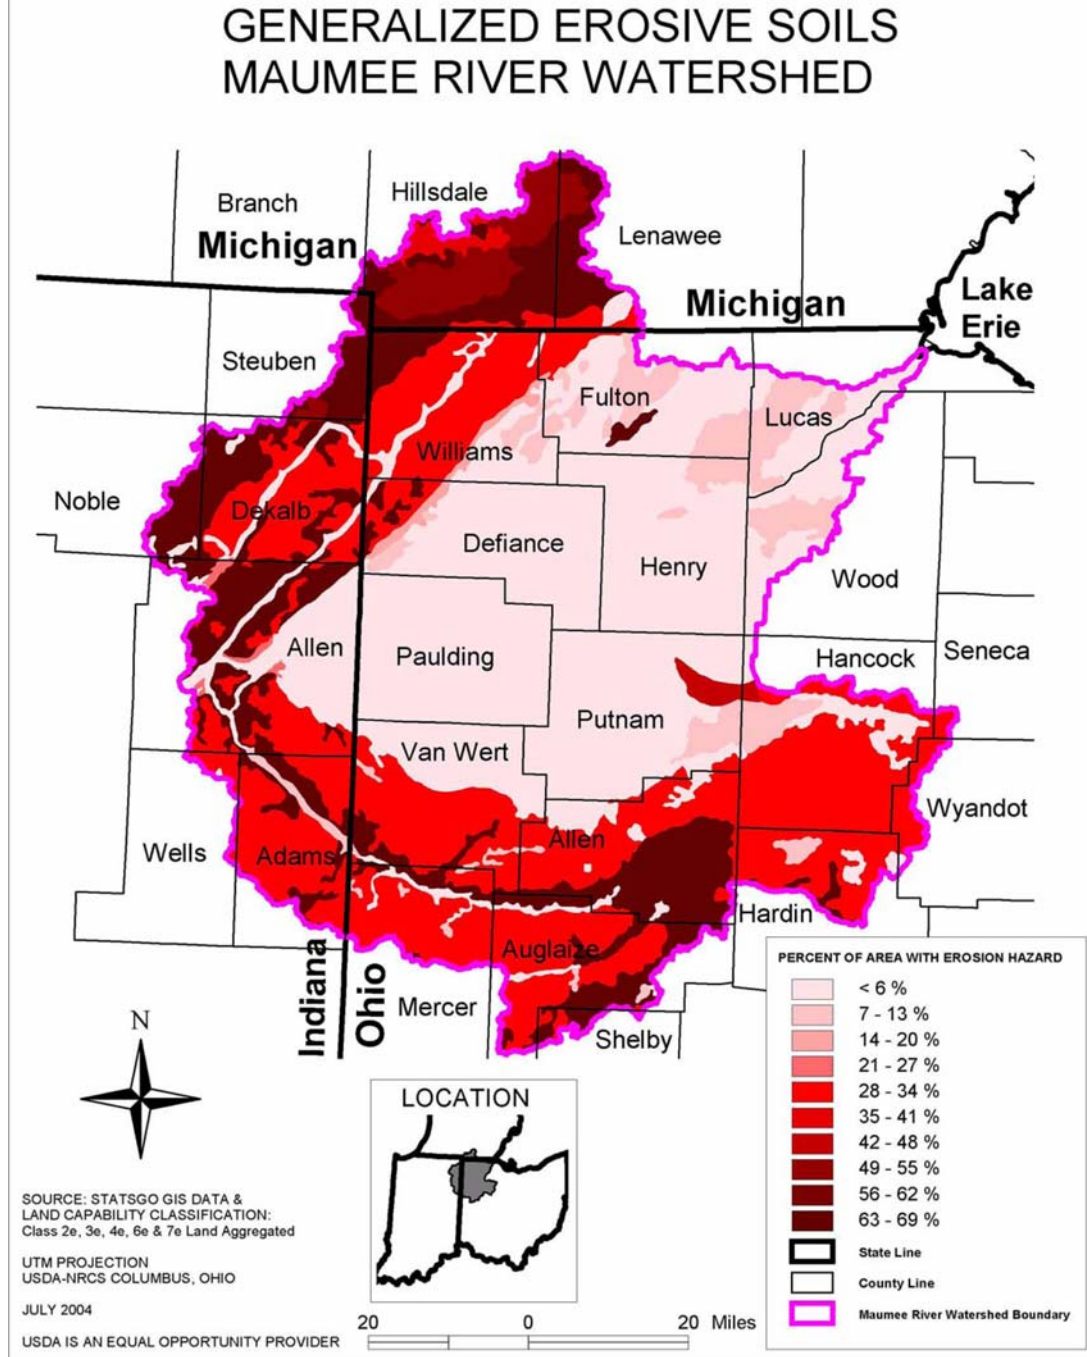 GENERALIZED EROSIVE SOILS
MAUMEE RIVER WATERSHED
Hillsdale
Branch
Michigan
Lenawee
Michigan
Lake
Erie
Steuben
Fulton
Lucas
Williams
Noble
Dekalb
Defiance
Henry
Wood
Allen
Paulding
Hancock
Seneca
Putnam
Van Wert
Wyandot
Allen
Wells
Adams
Hardin
Auglaize
Indiana
Ohio
Mercer
Shelby
PERCENT OF AREA WITH EROSION HAZARD
< 6 %
7 - 13 %
14 - 20 %
21 - 27 %
28 - 34 %
35 - 41 %
42 - 48 %
49 - 55 %
56 - 62 %
63 - 69 %
State Line
County Line
Maumee River Watershed Boundary
N
LOCATION
SOURCE: STATSGO GIS DATA &
LAND CAPABILITY CLASSIFICATION:
Class 2e, 3e, 4e, 6e & 7e Land Aggregated
UTM PROJECTION
USDA-NRCS COLUMBUS, OHIO
JULY 2004
USDA IS AN EQUAL OPPORTUNITY PROVIDER
20 0 20 Miles